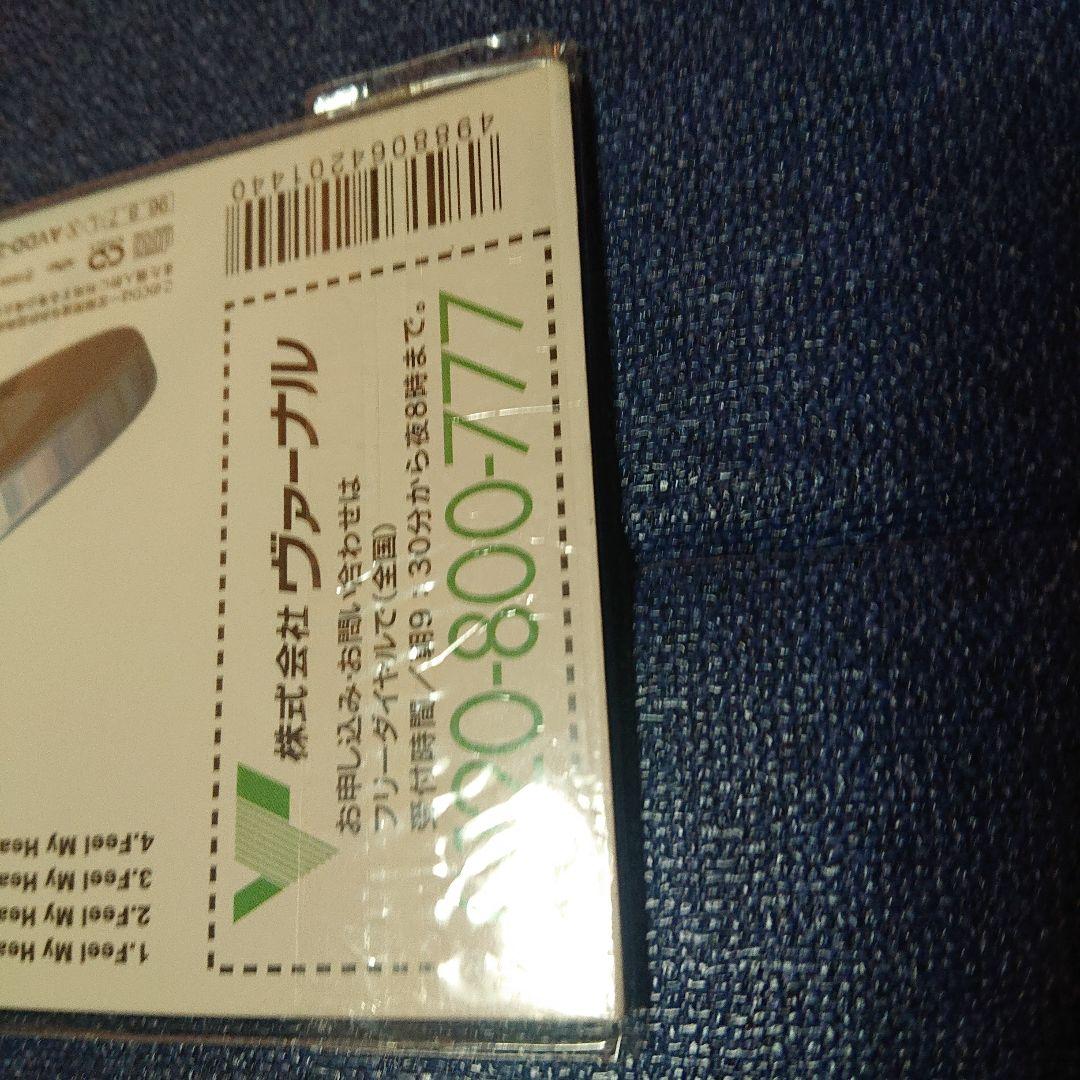 株式会社 ヴァーナル
お申し込み・お問い合わせは
フリーダイヤルで(全国)
受付時間/朝9:30分から夜8時まで。
120-800-777
4988064201440
1.Feel My Hea
2.Feel My Hea
3.Feel My Hea
4.Feel My Hea